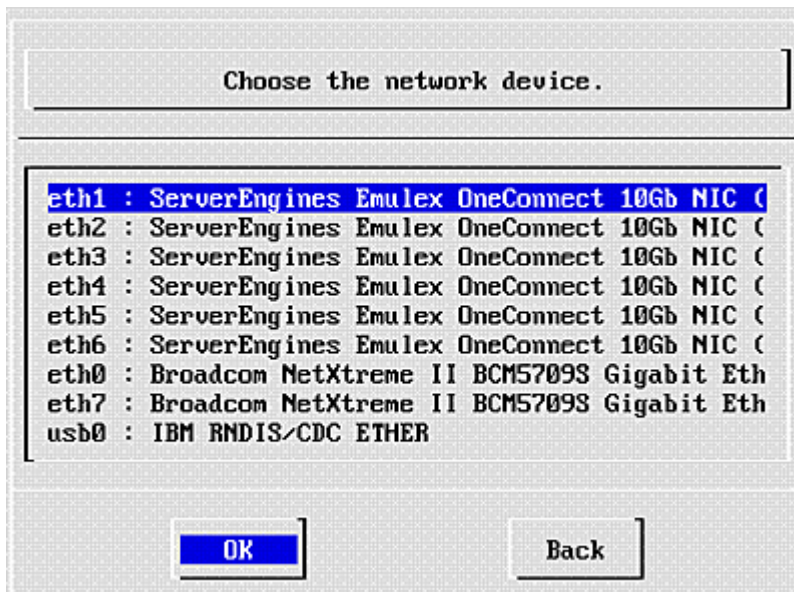 Choose the network device.
eth1 : ServerEngines Emulex OneConnect 10Gb NIC (
eth2 : ServerEngines Emulex OneConnect 10Gb NIC (
eth3 : ServerEngines Emulex OneConnect 10Gb NIC (
eth4 : ServerEngines Emulex OneConnect 10Gb NIC (
eth5 : ServerEngines Emulex OneConnect 10Gb NIC (
eth6 : ServerEngines Emulex OneConnect 10Gb NIC (
eth0 : Broadcom NetXtreme II BCM5709S Gigabit Eth
eth7 : Broadcom NetXtreme II BCM5709S Gigabit Eth
usb0 : IBM RNDIS/CDC ETHER
OK Back